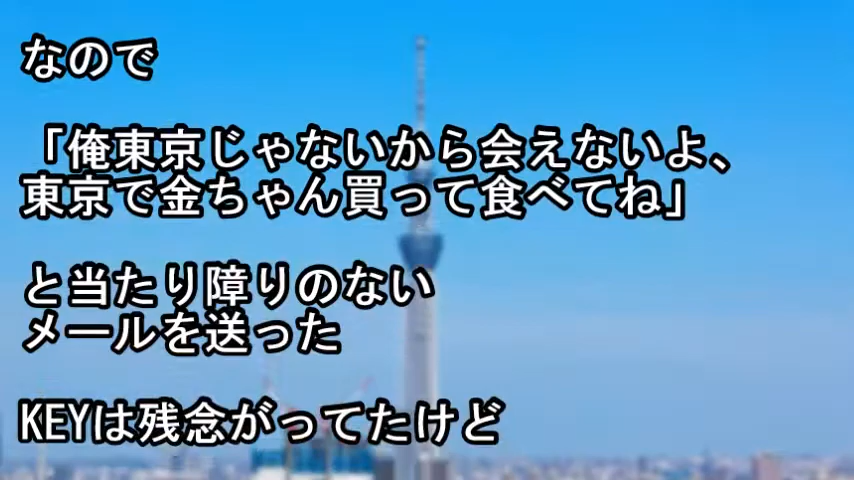 なので
「俺東京じゃないから会えないよ、
東京で金ちゃん買って食べてね」
と当たり障りのない
メールを送った
KEYは残念がってたけど